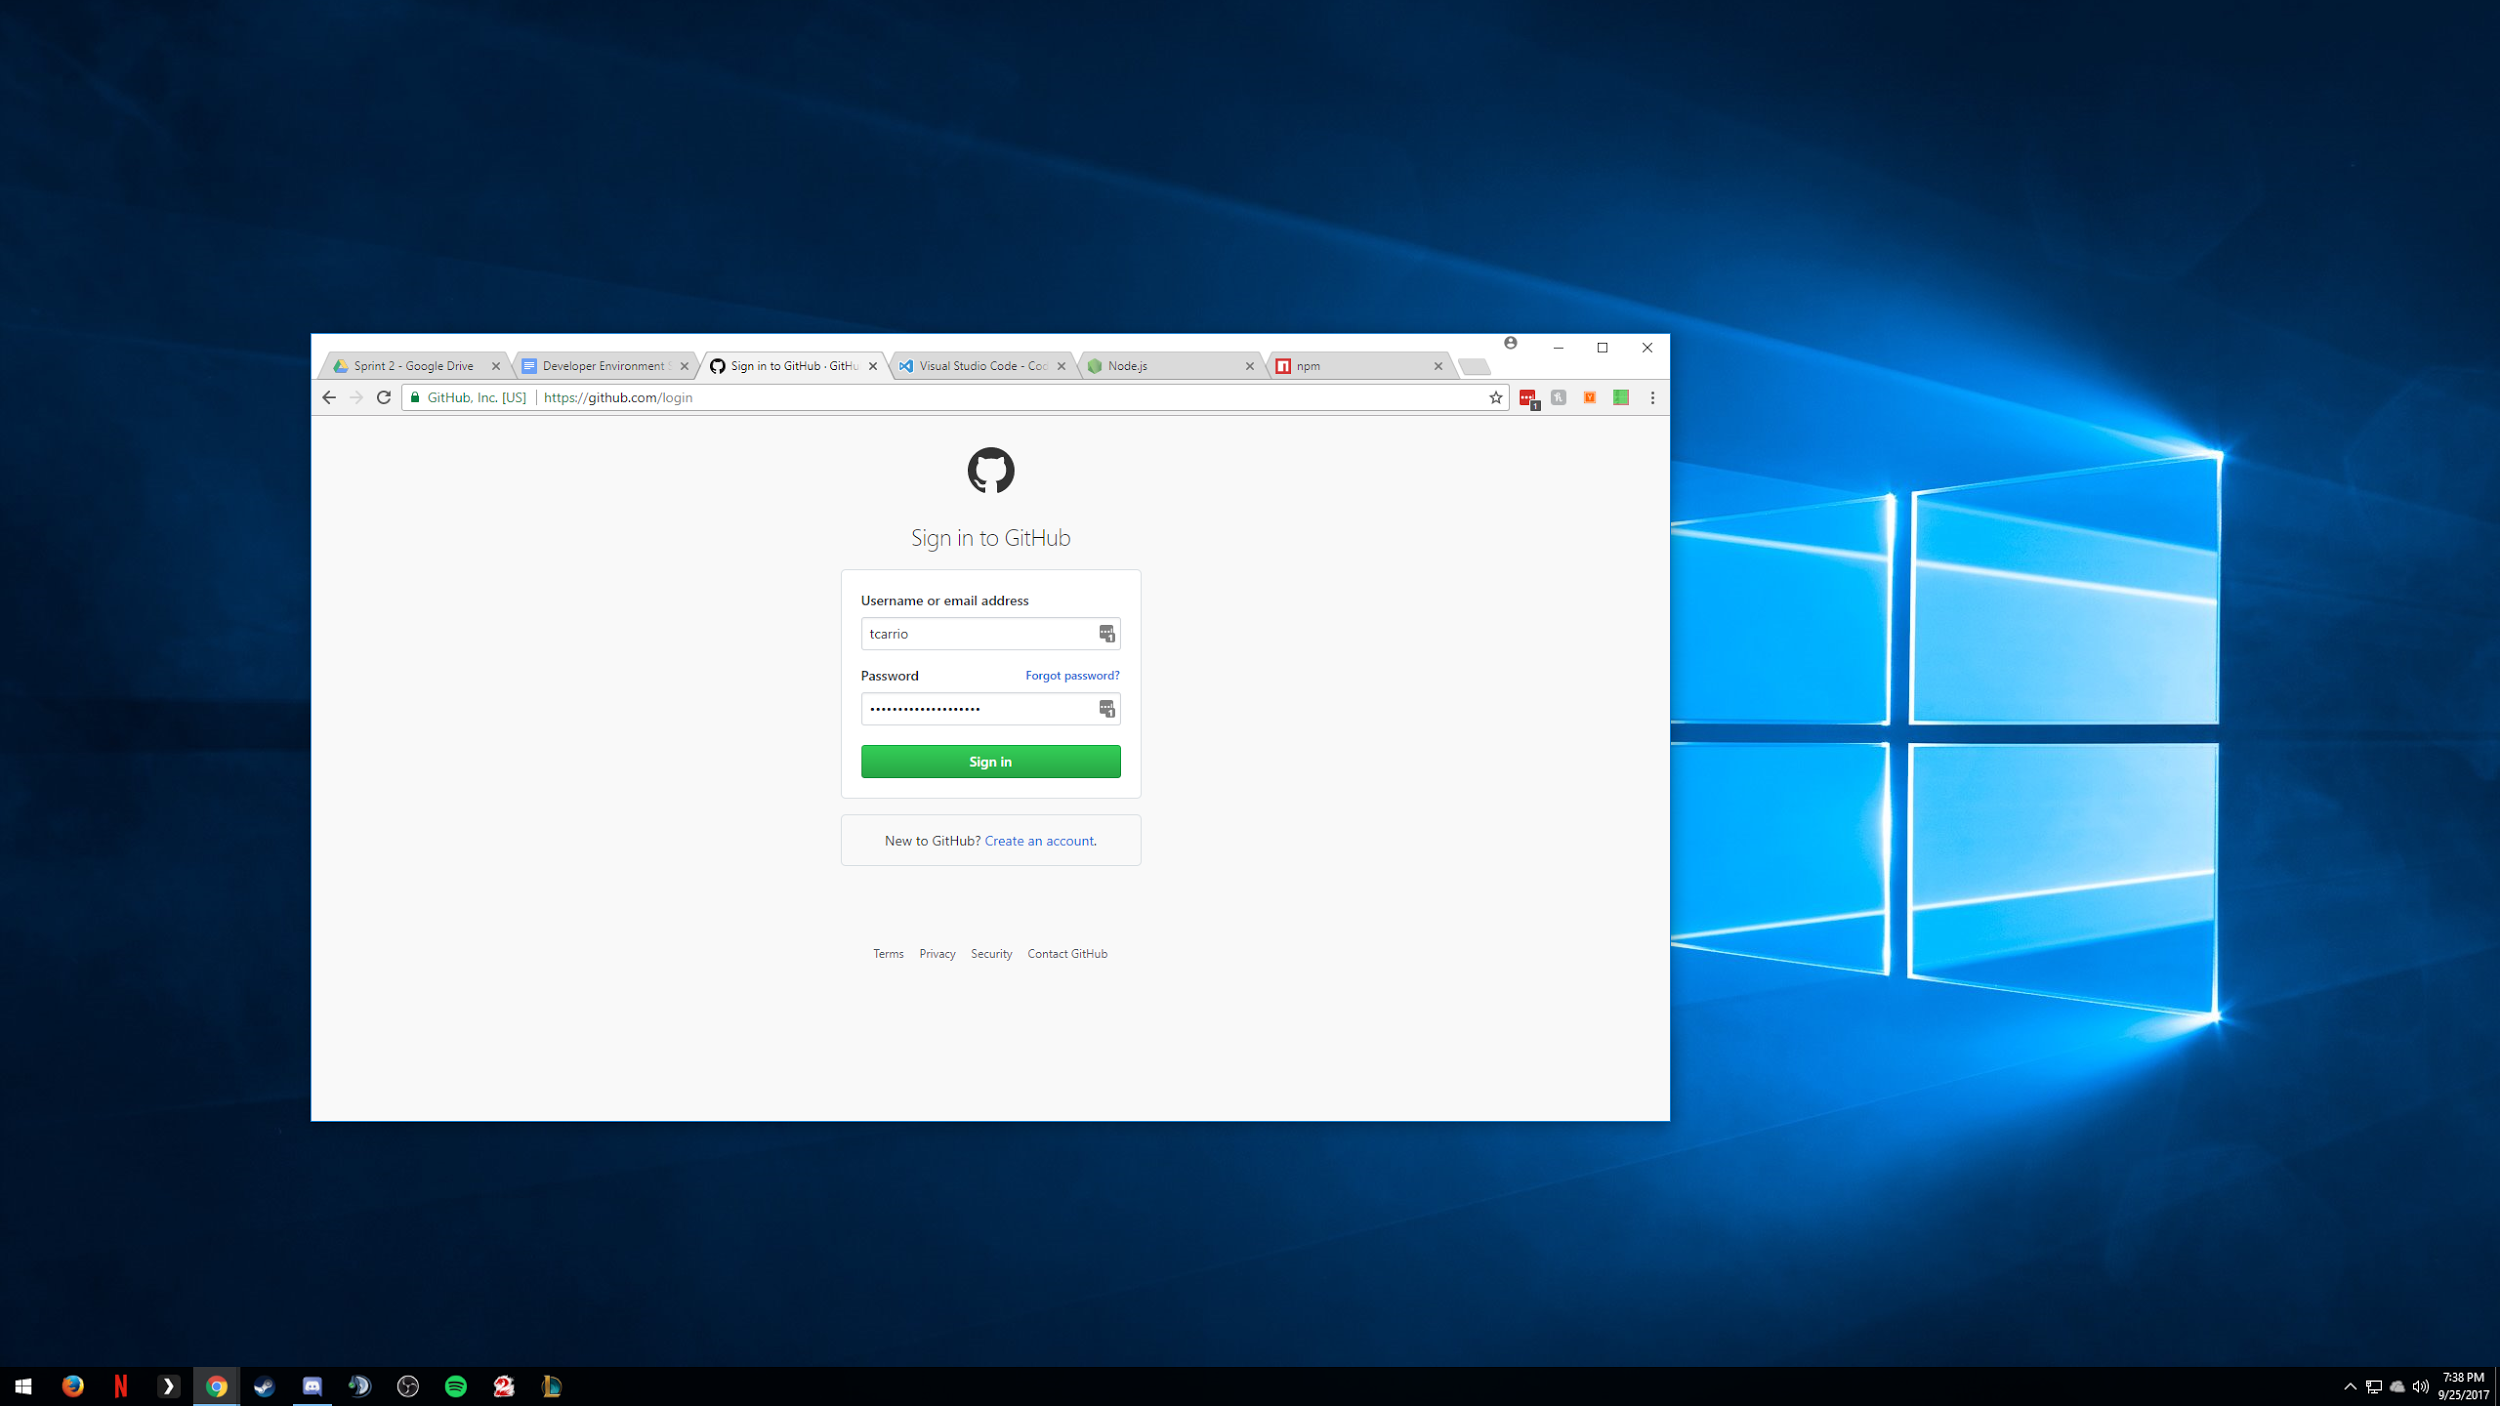 Sprint 2 - Google Drive
Developer Environment
Sign in to GitHub · GitHu
Visual Studio Code - Cod
Node.js
npm
GitHub, Inc. [US]
https://github.com/login
1
Sign in to GitHub
Username or email address
tcarrio
Password
Forgot password?
Sign in
New to GitHub? Create an account.
Terms
Privacy
Security
Contact GitHub
7:38 PM
9/25/2017